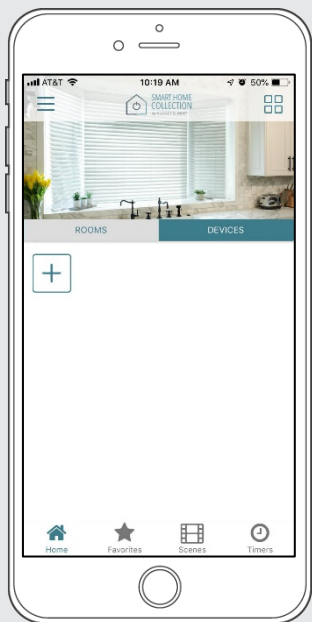 AT&T 10:19 AM 50%
SMART HOME
COLLECTION
ROOMS DEVICES
Home Favorites Scenes Timers